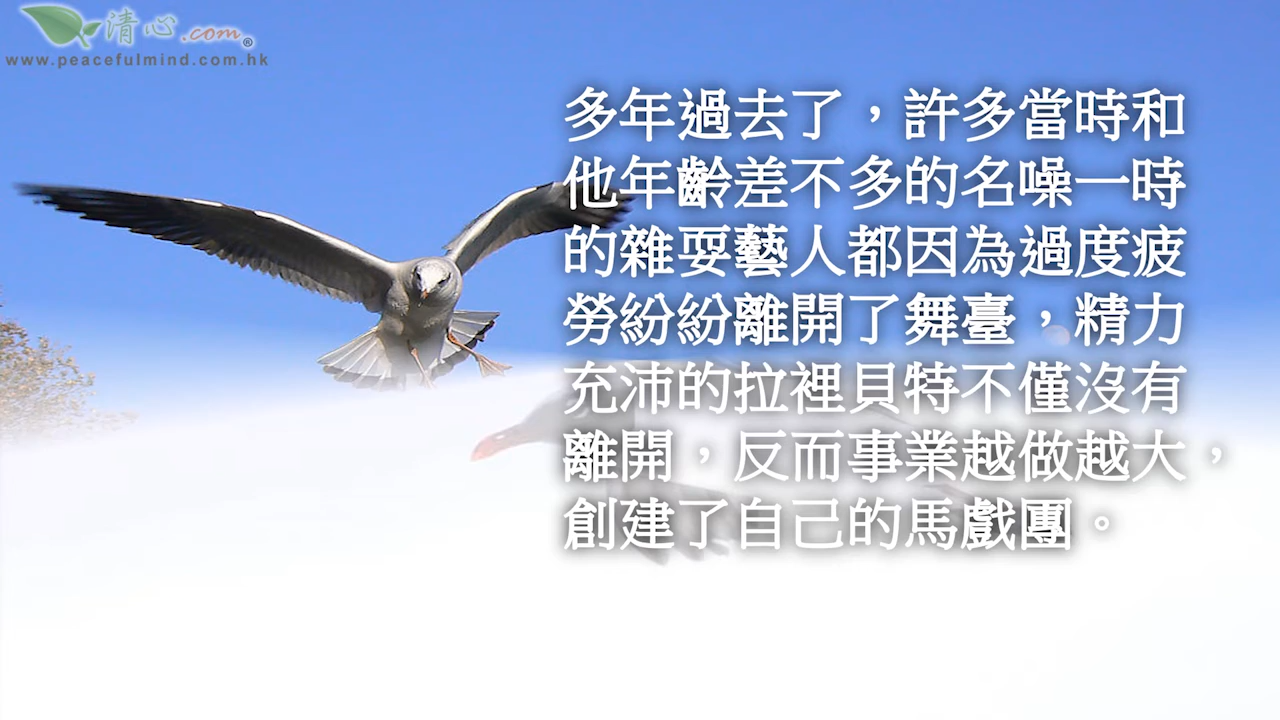 清心.com®
www.peacefulmind.com.hk
多年過去了，許多當時和
他年齡差不多的名噪一時
的雜耍藝人都因為過度疲
勞紛紛離開了舞臺，精力
充沛的拉裡貝特不僅沒有
離開，反而事業越做越大，
創建了自己的馬戲團。